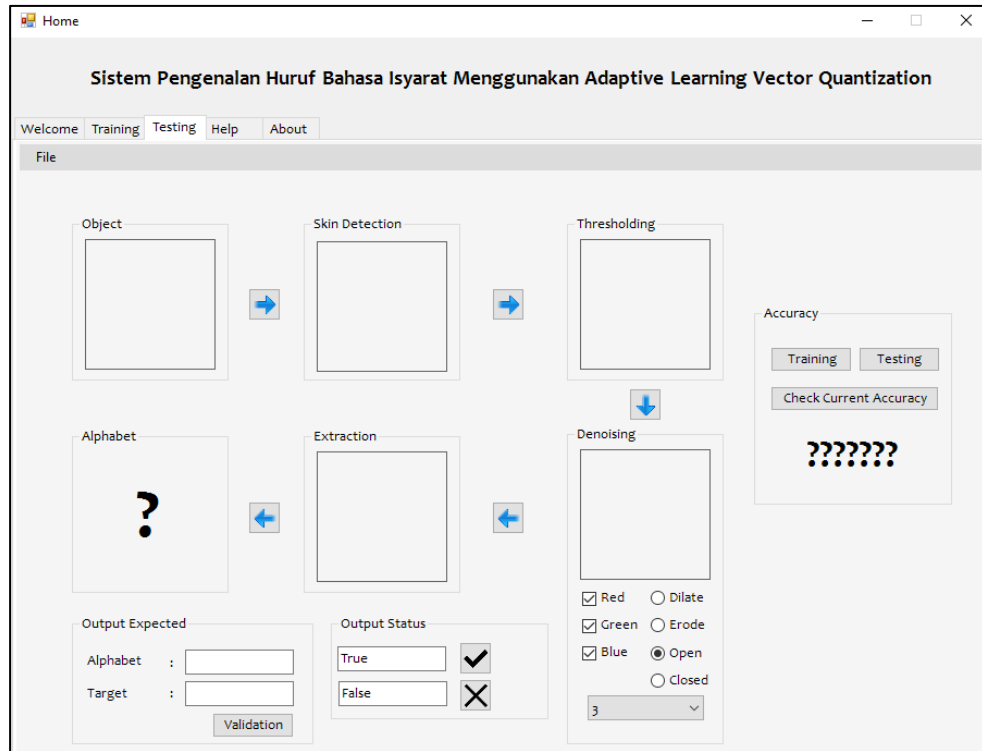 Home
Sistem Pengenalan Huruf Bahasa Isyarat Menggunakan Adaptive Learning Vector Quantization
Welcome Training Testing Help About
File
Object
Skin Detection
Thresholding
Accuracy
Training Testing
Check Current Accuracy
???????
Alphabet
?
Extraction
Denoising
Red Dilate
Green Erode
Blue Open
Closed
3
Output Expected
Alphabet :
Target :
Validation
Output Status
True
False